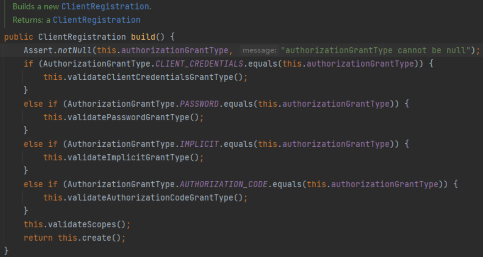 Builds a new ClientRegistration.
Returns: a ClientRegistration
public ClientRegistration build() {
Assert.notNull(this.authorizationGrantType, message: "authorizationGrantType cannot be null");
if (AuthorizationGrantType.CLIENT_CREDENTIALS.equals(this.authorizationGrantType)) {
this.validateClientCredentialsGrantType();
}
else if (AuthorizationGrantType.PASSWORD.equals(this.authorizationGrantType)) {
this.validatePasswordGrantType();
}
else if (AuthorizationGrantType.IMPLICIT.equals(this.authorizationGrantType)) {
this.validateImplicitGrantType();
}
else if (AuthorizationGrantType.AUTHORIZATION_CODE.equals(this.authorizationGrantType)) {
this.validateAuthorizationCodeGrantType();
}
this.validateScopes();
return this.create();
}